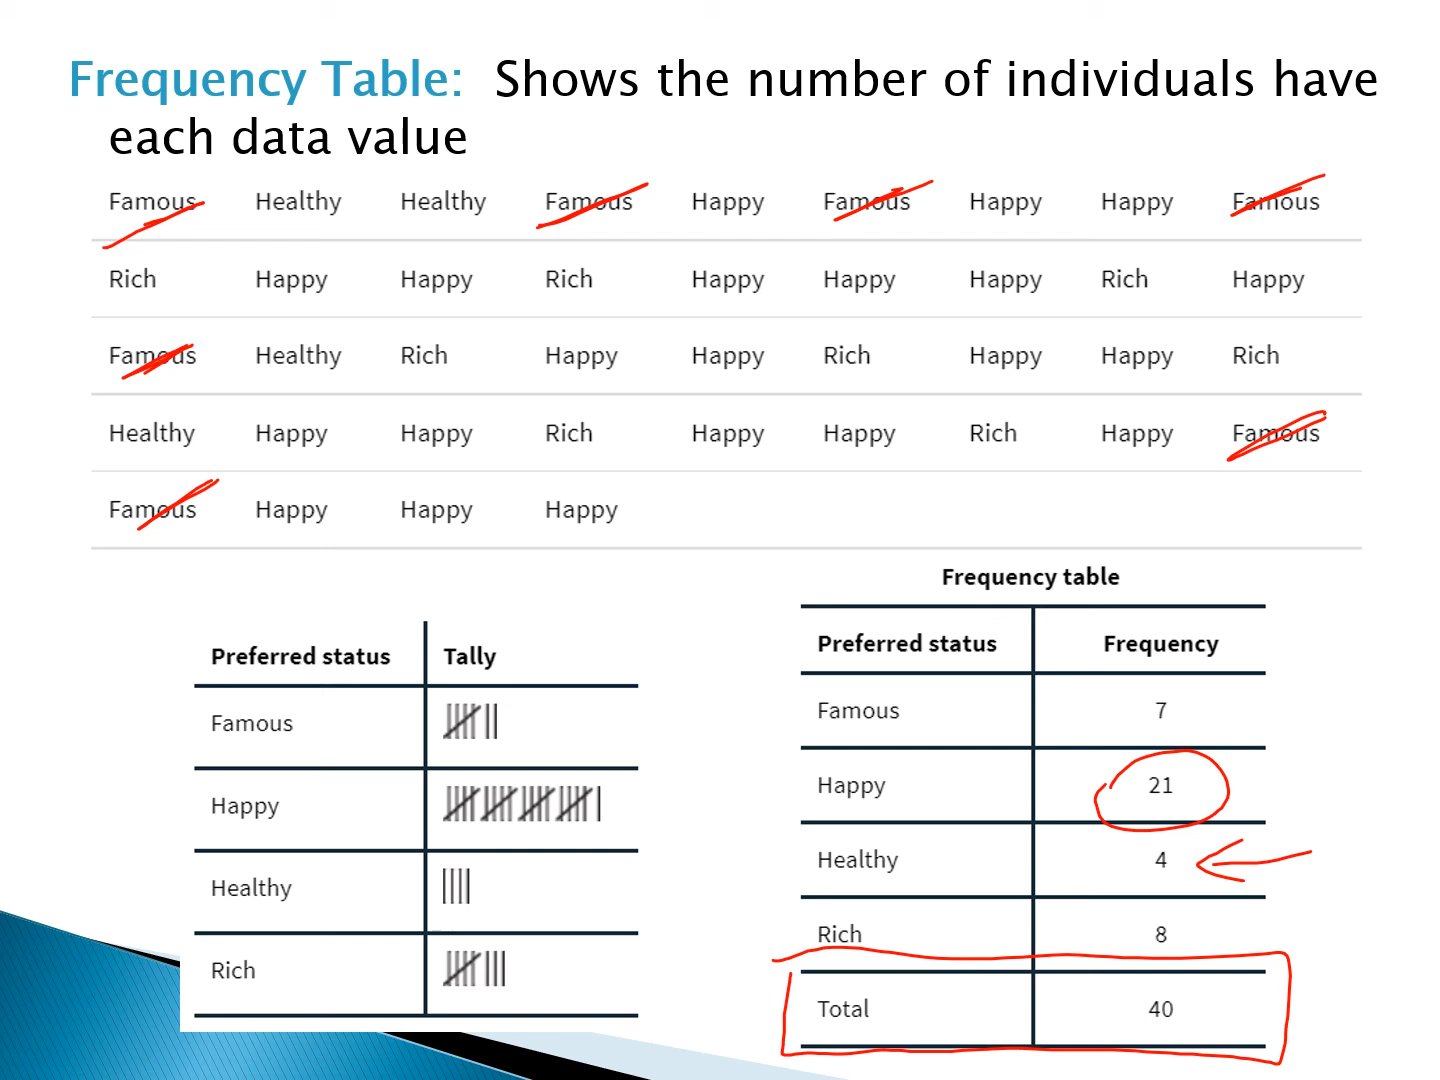 Frequency Table: Shows the number of individuals have
each data value
Famous Healthy Healthy Famous Happy Famous Happy Happy Famous
Rich Happy Happy Rich Happy Happy Happy Rich Happy
Famous Healthy Rich Happy Happy Rich Happy Happy Rich
Healthy Happy Happy Rich Happy Happy Rich Happy Famous
Famous Happy Happy Happy
Preferred status Tally
Famous
Happy
Healthy
Rich
Frequency table
Preferred status Frequency
Famous 7
Happy 21
Healthy 4
Rich 8
Total 40